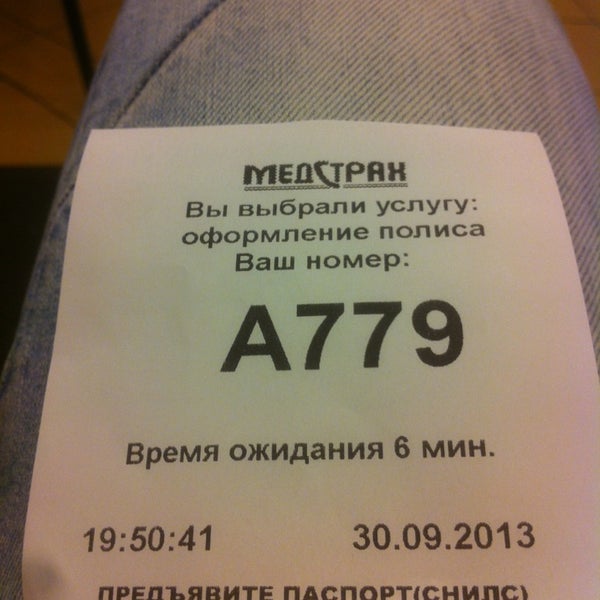 МЕДСТРАХ
Вы выбрали услугу:
оформление полиса
Ваш номер:
А779
Время ожидания 6 мин.
19:50:41 30.09.2013
ПРЕДЪЯВИТЕ ПАСПОРТ(СНИЛС)